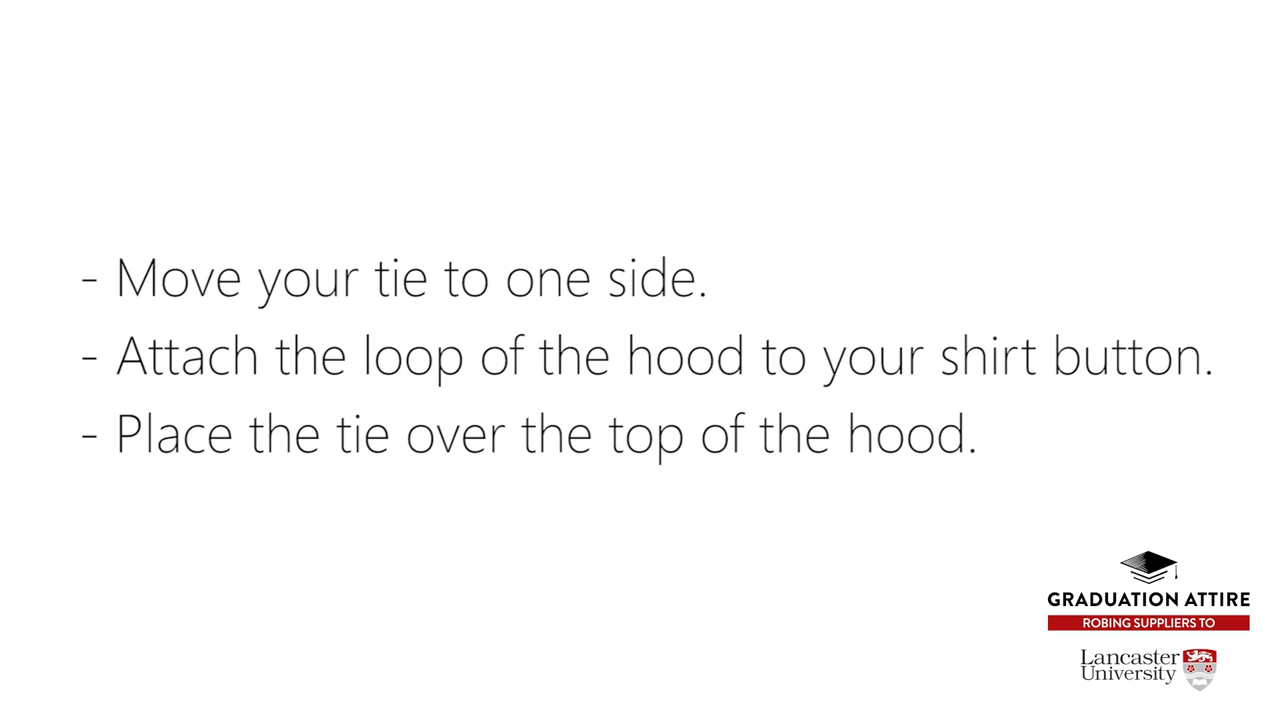 - Move your tie to one side.
- Attach the loop of the hood to your shirt button.
- Place the tie over the top of the hood.
GRADUATION ATTIRE
ROBING SUPPLIERS TO
Lancaster
University